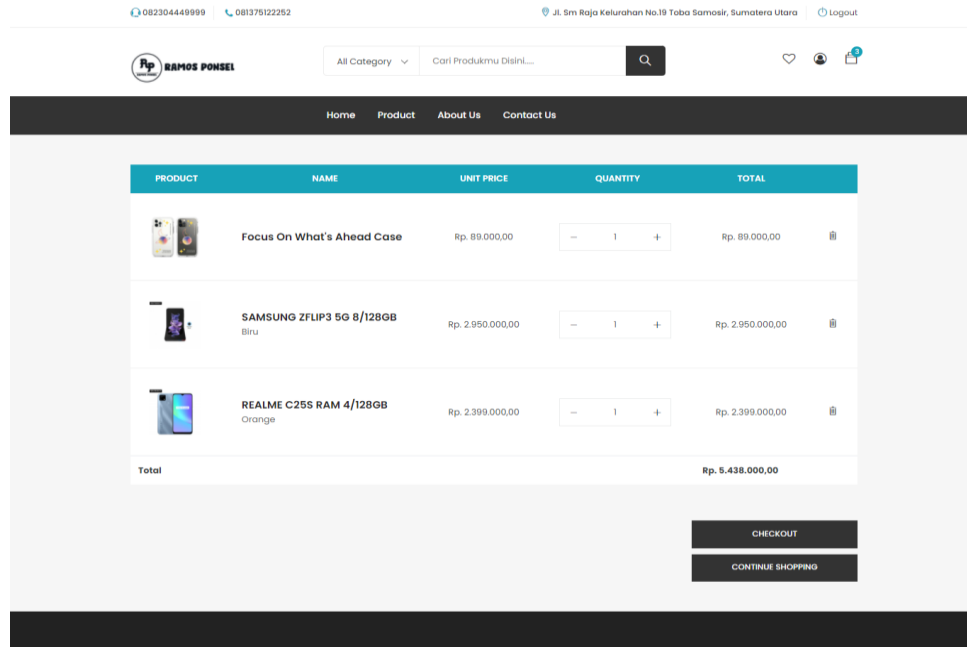 082304449999 081375122252 Jl. Sm Raja Kelurahan No.19 Toba Samosir, Sumatera Utara Logout
Rp RAMOS PONSEL All Category Cari Produkmu Disini..... 3
Home Product About Us Contact Us
PRODUCT NAME UNIT PRICE QUANTITY TOTAL
Focus On What's Ahead Case Rp. 89.000,00 − 1 + Rp. 89.000,00
SAMSUNG ZFLIP3 5G 8/128GB Rp. 2.950.000,00 − 1 + Rp. 2.950.000,00
Biru
REALME C25S RAM 4/128GB Rp. 2.399.000,00 − 1 + Rp. 2.399.000,00
Orange
Total Rp. 5.438.000,00
CHECKOUT
CONTINUE SHOPPING